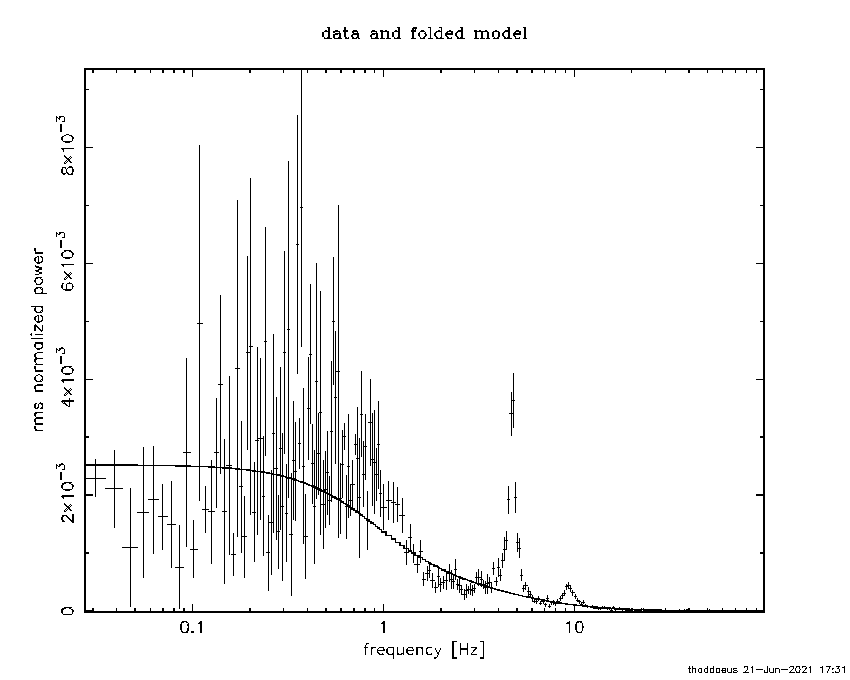 data and folded model
rms normalized power
8×10⁻³
6×10⁻³
4×10⁻³
2×10⁻³
0
0.1 1 10
frequency [Hz]
thaddaeus 21-Jun-2021 17:31